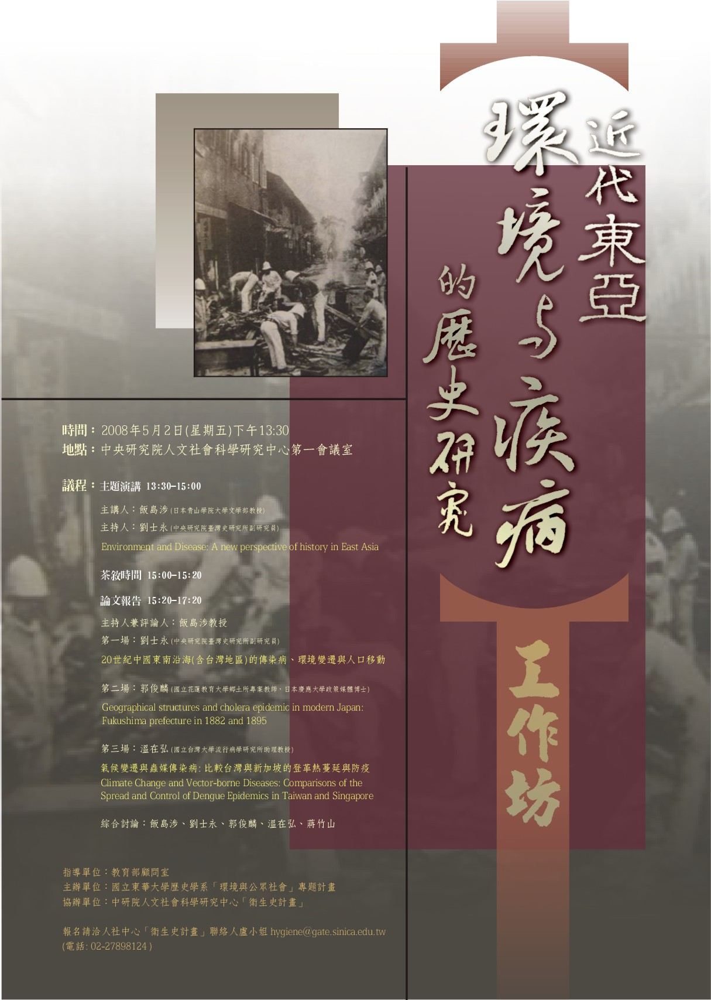 近代東亞
環境与疾病
的歷史研究
工作坊
時間：2008年5月2日(星期五)下午13:30
地點：中央研究院人文社會科學研究中心第一會議室
議程：主題演講 13:30-15:00
主講人：飯島涉(日本青山學院大學文學部教授)
主持人：劉士永(中央研究院臺灣史研究所副研究員)
Environment and Disease: A new perspective of history in East Asia
茶敘時間 15:00-15:20
論文報告 15:20-17:20
主持人兼評論人：飯島涉教授
第一場：劉士永(中央研究院臺灣史研究所副研究員)
20世紀中國東南沿海(含台灣地區)的傳染病、環境變遷與人口移動
第二場：郭俊麟(國立花蓮教育大學鄉土所專案教師，日本慶應大學政策媒體博士)
Geographical structures and cholera epidemic in modern Japan:
Fukushima prefecture in 1882 and 1895
第三場：溫在弘(國立台灣大學流行病學研究所助理教授)
氣候變遷與蟲媒傳染病: 比較台灣與新加坡的登革熱蔓延與防疫
Climate Change and Vector-borne Diseases: Comparisons of the
Spread and Control of Dengue Epidemics in Taiwan and Singapore
綜合討論：飯島涉、劉士永、郭俊麟、溫在弘、蔣竹山
指導單位：教育部顧問室
主辦單位：國立東華大學歷史學系「環境與公眾社會」專題計畫
協辦單位：中研院人文社會科學研究中心「衛生史計畫」
報名請洽人社中心「衛生史計畫」聯絡人盧小姐 hygiene@gate.sinica.edu.tw
(電話: 02-27898124 )